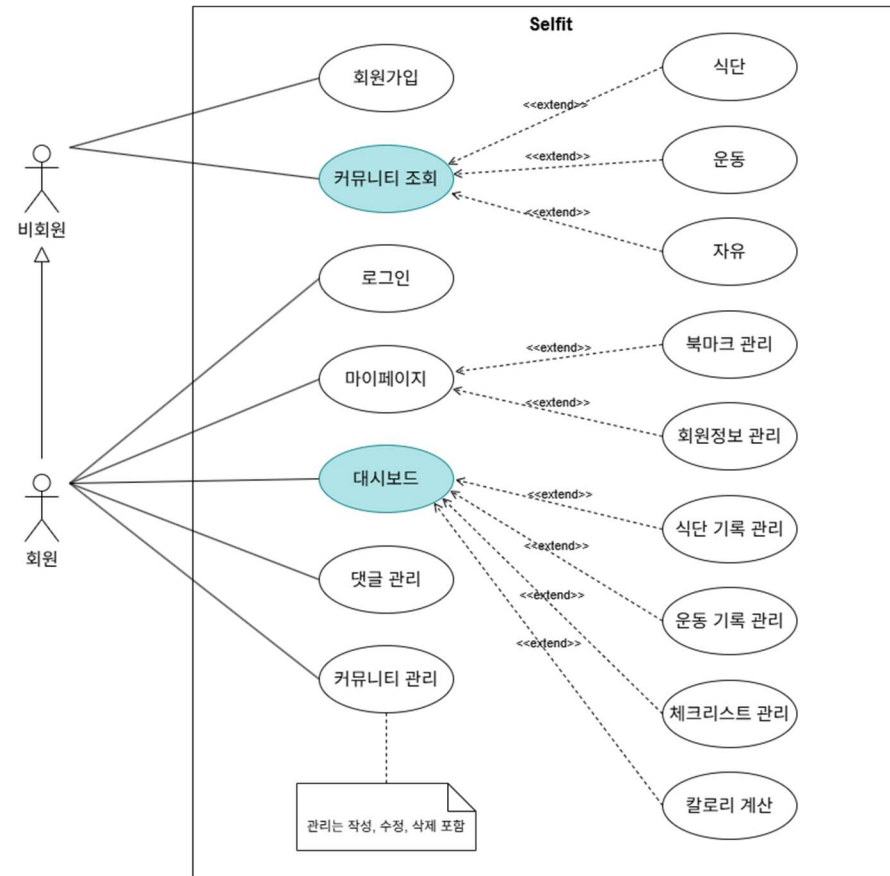 Selfit
회원가입
식단
<<extend>>
커뮤니티 조회
<<extend>>
운동
<<extend>>
자유
비회원
로그인
마이페이지
<<extend>>
북마크 관리
<<extend>>
회원정보 관리
회원
대시보드
<<extend>>
식단 기록 관리
<<extend>>
운동 기록 관리
댓글 관리
<<extend>>
<<extend>>
커뮤니티 관리
체크리스트 관리
칼로리 계산
관리는 작성, 수정, 삭제 포함